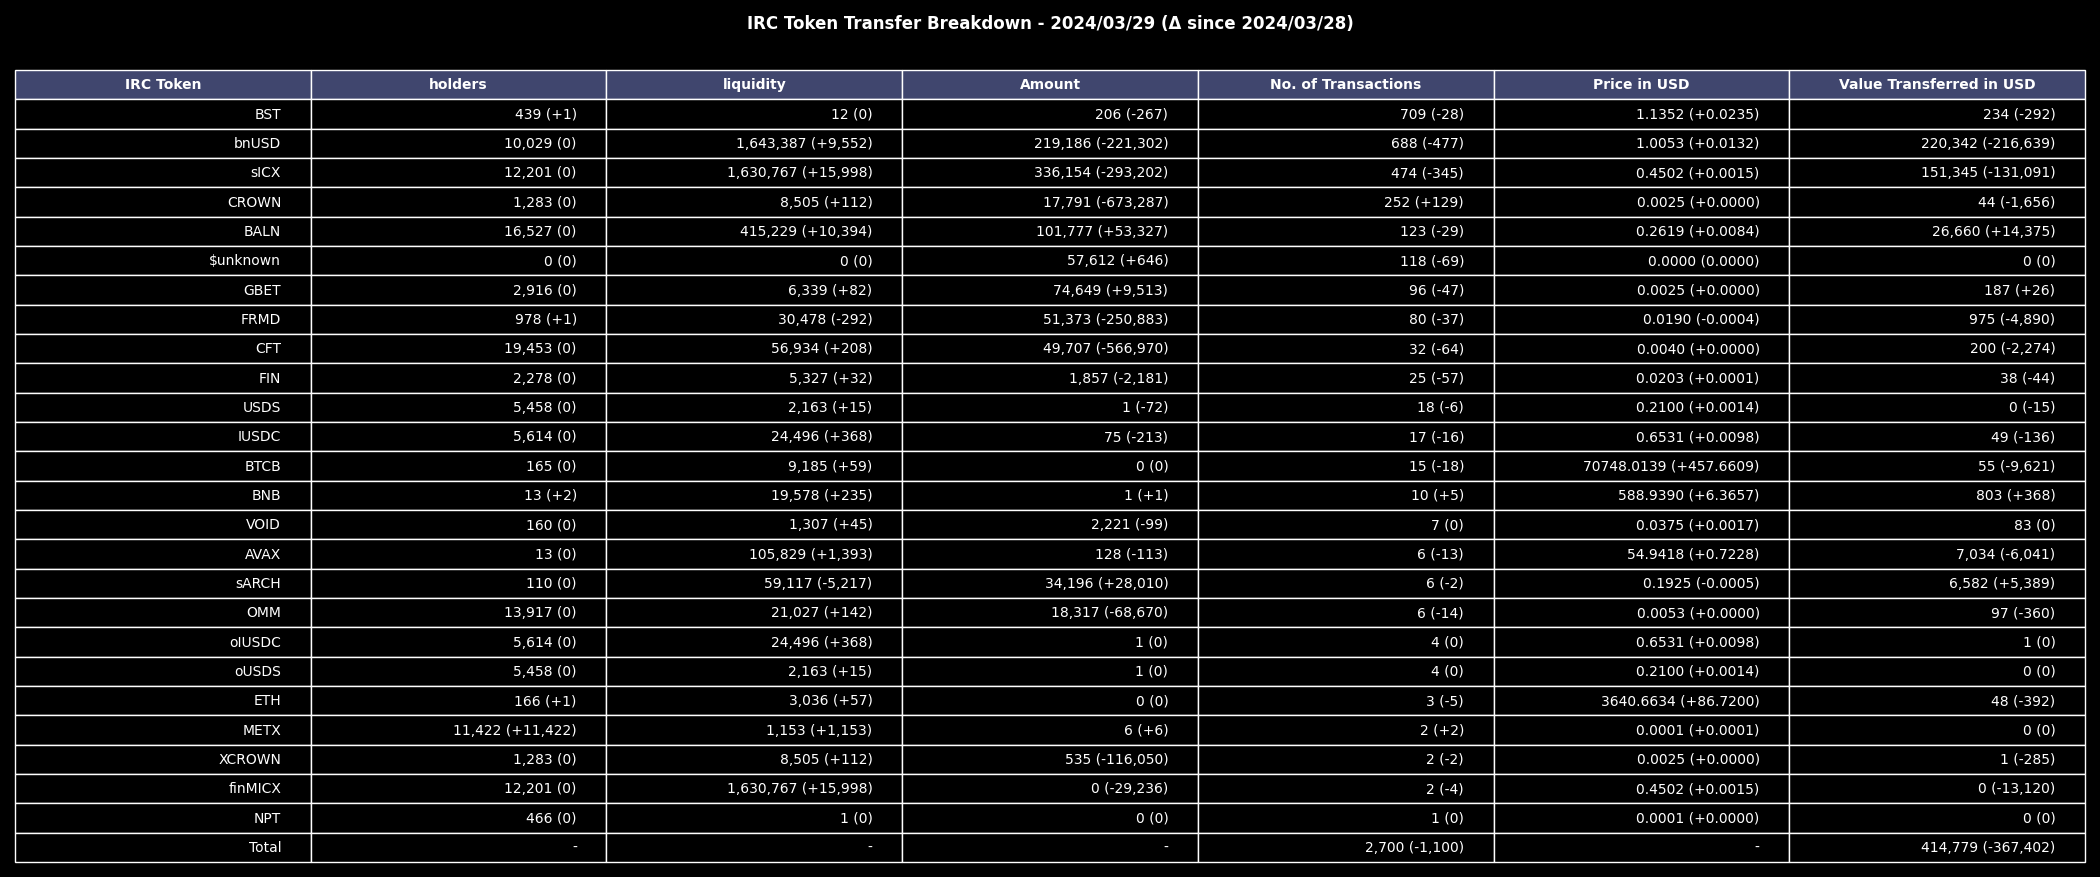 IRC Token Transfer Breakdown - 2024/03/29 (Δ since 2024/03/28)
IRC Token holders liquidity Amount No. of Transactions Price in USD Value Transferred in USD
BST 439 (+1) 12 (0) 206 (-267) 709 (-28) 1.1352 (+0.0235) 234 (-292)
bnUSD 10,029 (0) 1,643,387 (+9,552) 219,186 (-221,302) 688 (-477) 1.0053 (+0.0132) 220,342 (-216,639)
sICX 12,201 (0) 1,630,767 (+15,998) 336,154 (-293,202) 474 (-345) 0.4502 (+0.0015) 151,345 (-131,091)
CROWN 1,283 (0) 8,505 (+112) 17,791 (-673,287) 252 (+129) 0.0025 (+0.0000) 44 (-1,656)
BALN 16,527 (0) 415,229 (+10,394) 101,777 (+53,327) 123 (-29) 0.2619 (+0.0084) 26,660 (+14,375)
$unknown 0 (0) 0 (0) 57,612 (+646) 118 (-69) 0.0000 (0.0000) 0 (0)
GBET 2,916 (0) 6,339 (+82) 74,649 (+9,513) 96 (-47) 0.0025 (+0.0000) 187 (+26)
FRMD 978 (+1) 30,478 (-292) 51,373 (-250,883) 80 (-37) 0.0190 (-0.0004) 975 (-4,890)
CFT 19,453 (0) 56,934 (+208) 49,707 (-566,970) 32 (-64) 0.0040 (+0.0000) 200 (-2,274)
FIN 2,278 (0) 5,327 (+32) 1,857 (-2,181) 25 (-57) 0.0203 (+0.0001) 38 (-44)
USDS 5,458 (0) 2,163 (+15) 1 (-72) 18 (-6) 0.2100 (+0.0014) 0 (-15)
IUSDC 5,614 (0) 24,496 (+368) 75 (-213) 17 (-16) 0.6531 (+0.0098) 49 (-136)
BTCB 165 (0) 9,185 (+59) 0 (0) 15 (-18) 70748.0139 (+457.6609) 55 (-9,621)
BNB 13 (+2) 19,578 (+235) 1 (+1) 10 (+5) 588.9390 (+6.3657) 803 (+368)
VOID 160 (0) 1,307 (+45) 2,221 (-99) 7 (0) 0.0375 (+0.0017) 83 (0)
AVAX 13 (0) 105,829 (+1,393) 128 (-113) 6 (-13) 54.9418 (+0.7228) 7,034 (-6,041)
sARCH 110 (0) 59,117 (-5,217) 34,196 (+28,010) 6 (-2) 0.1925 (-0.0005) 6,582 (+5,389)
OMM 13,917 (0) 21,027 (+142) 18,317 (-68,670) 6 (-14) 0.0053 (+0.0000) 97 (-360)
oIUSDC 5,614 (0) 24,496 (+368) 1 (0) 4 (0) 0.6531 (+0.0098) 1 (0)
oUSDS 5,458 (0) 2,163 (+15) 1 (0) 4 (0) 0.2100 (+0.0014) 0 (0)
ETH 166 (+1) 3,036 (+57) 0 (0) 3 (-5) 3640.6634 (+86.7200) 48 (-392)
METX 11,422 (+11,422) 1,153 (+1,153) 6 (+6) 2 (+2) 0.0001 (+0.0001) 0 (0)
XCROWN 1,283 (0) 8,505 (+112) 535 (-116,050) 2 (-2) 0.0025 (+0.0000) 1 (-285)
finMICX 12,201 (0) 1,630,767 (+15,998) 0 (-29,236) 2 (-4) 0.4502 (+0.0015) 0 (-13,120)
NPT 466 (0) 1 (0) 0 (0) 1 (0) 0.0001 (+0.0000) 0 (0)
Total - - - 2,700 (-1,100) - 414,779 (-367,402)